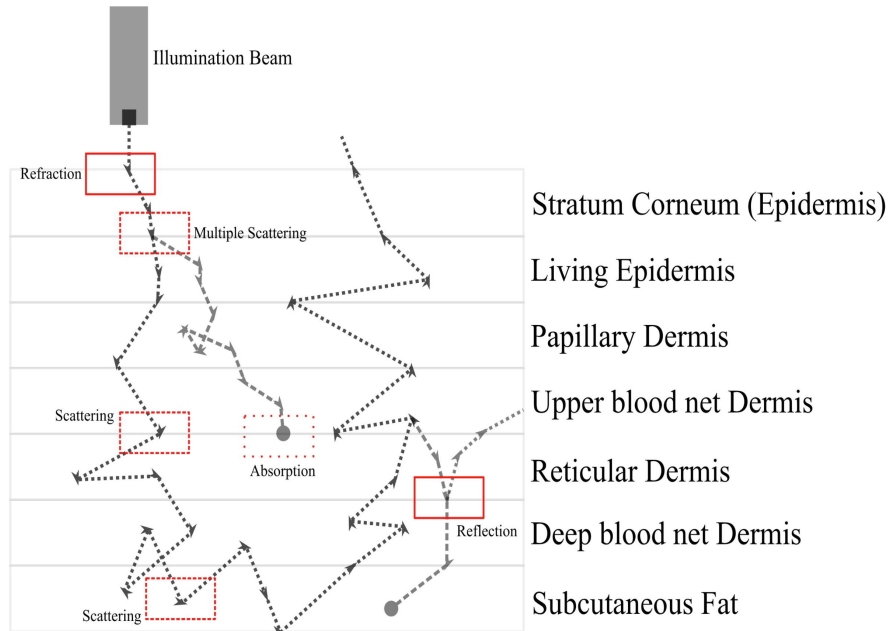 Illumination Beam
Refraction
Stratum Corneum (Epidermis)
Multiple Scattering
Living Epidermis
Papillary Dermis
Upper blood net Dermis
Scattering
Absorption
Reticular Dermis
Reflection
Deep blood net Dermis
Subcutaneous Fat
Scattering